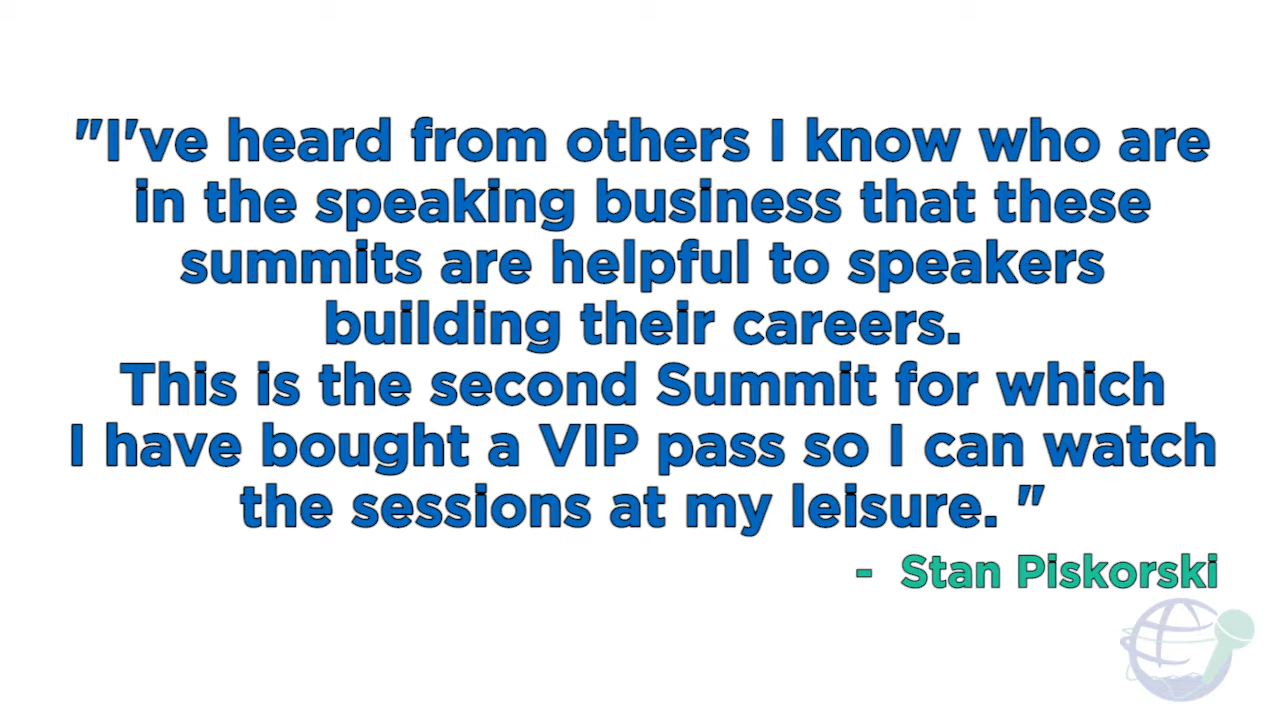 "I've heard from others I know who are
in the speaking business that these
summits are helpful to speakers
building their careers.
This is the second Summit for which
I have bought a VIP pass so I can watch
the sessions at my leisure. "
- Stan Piskorski